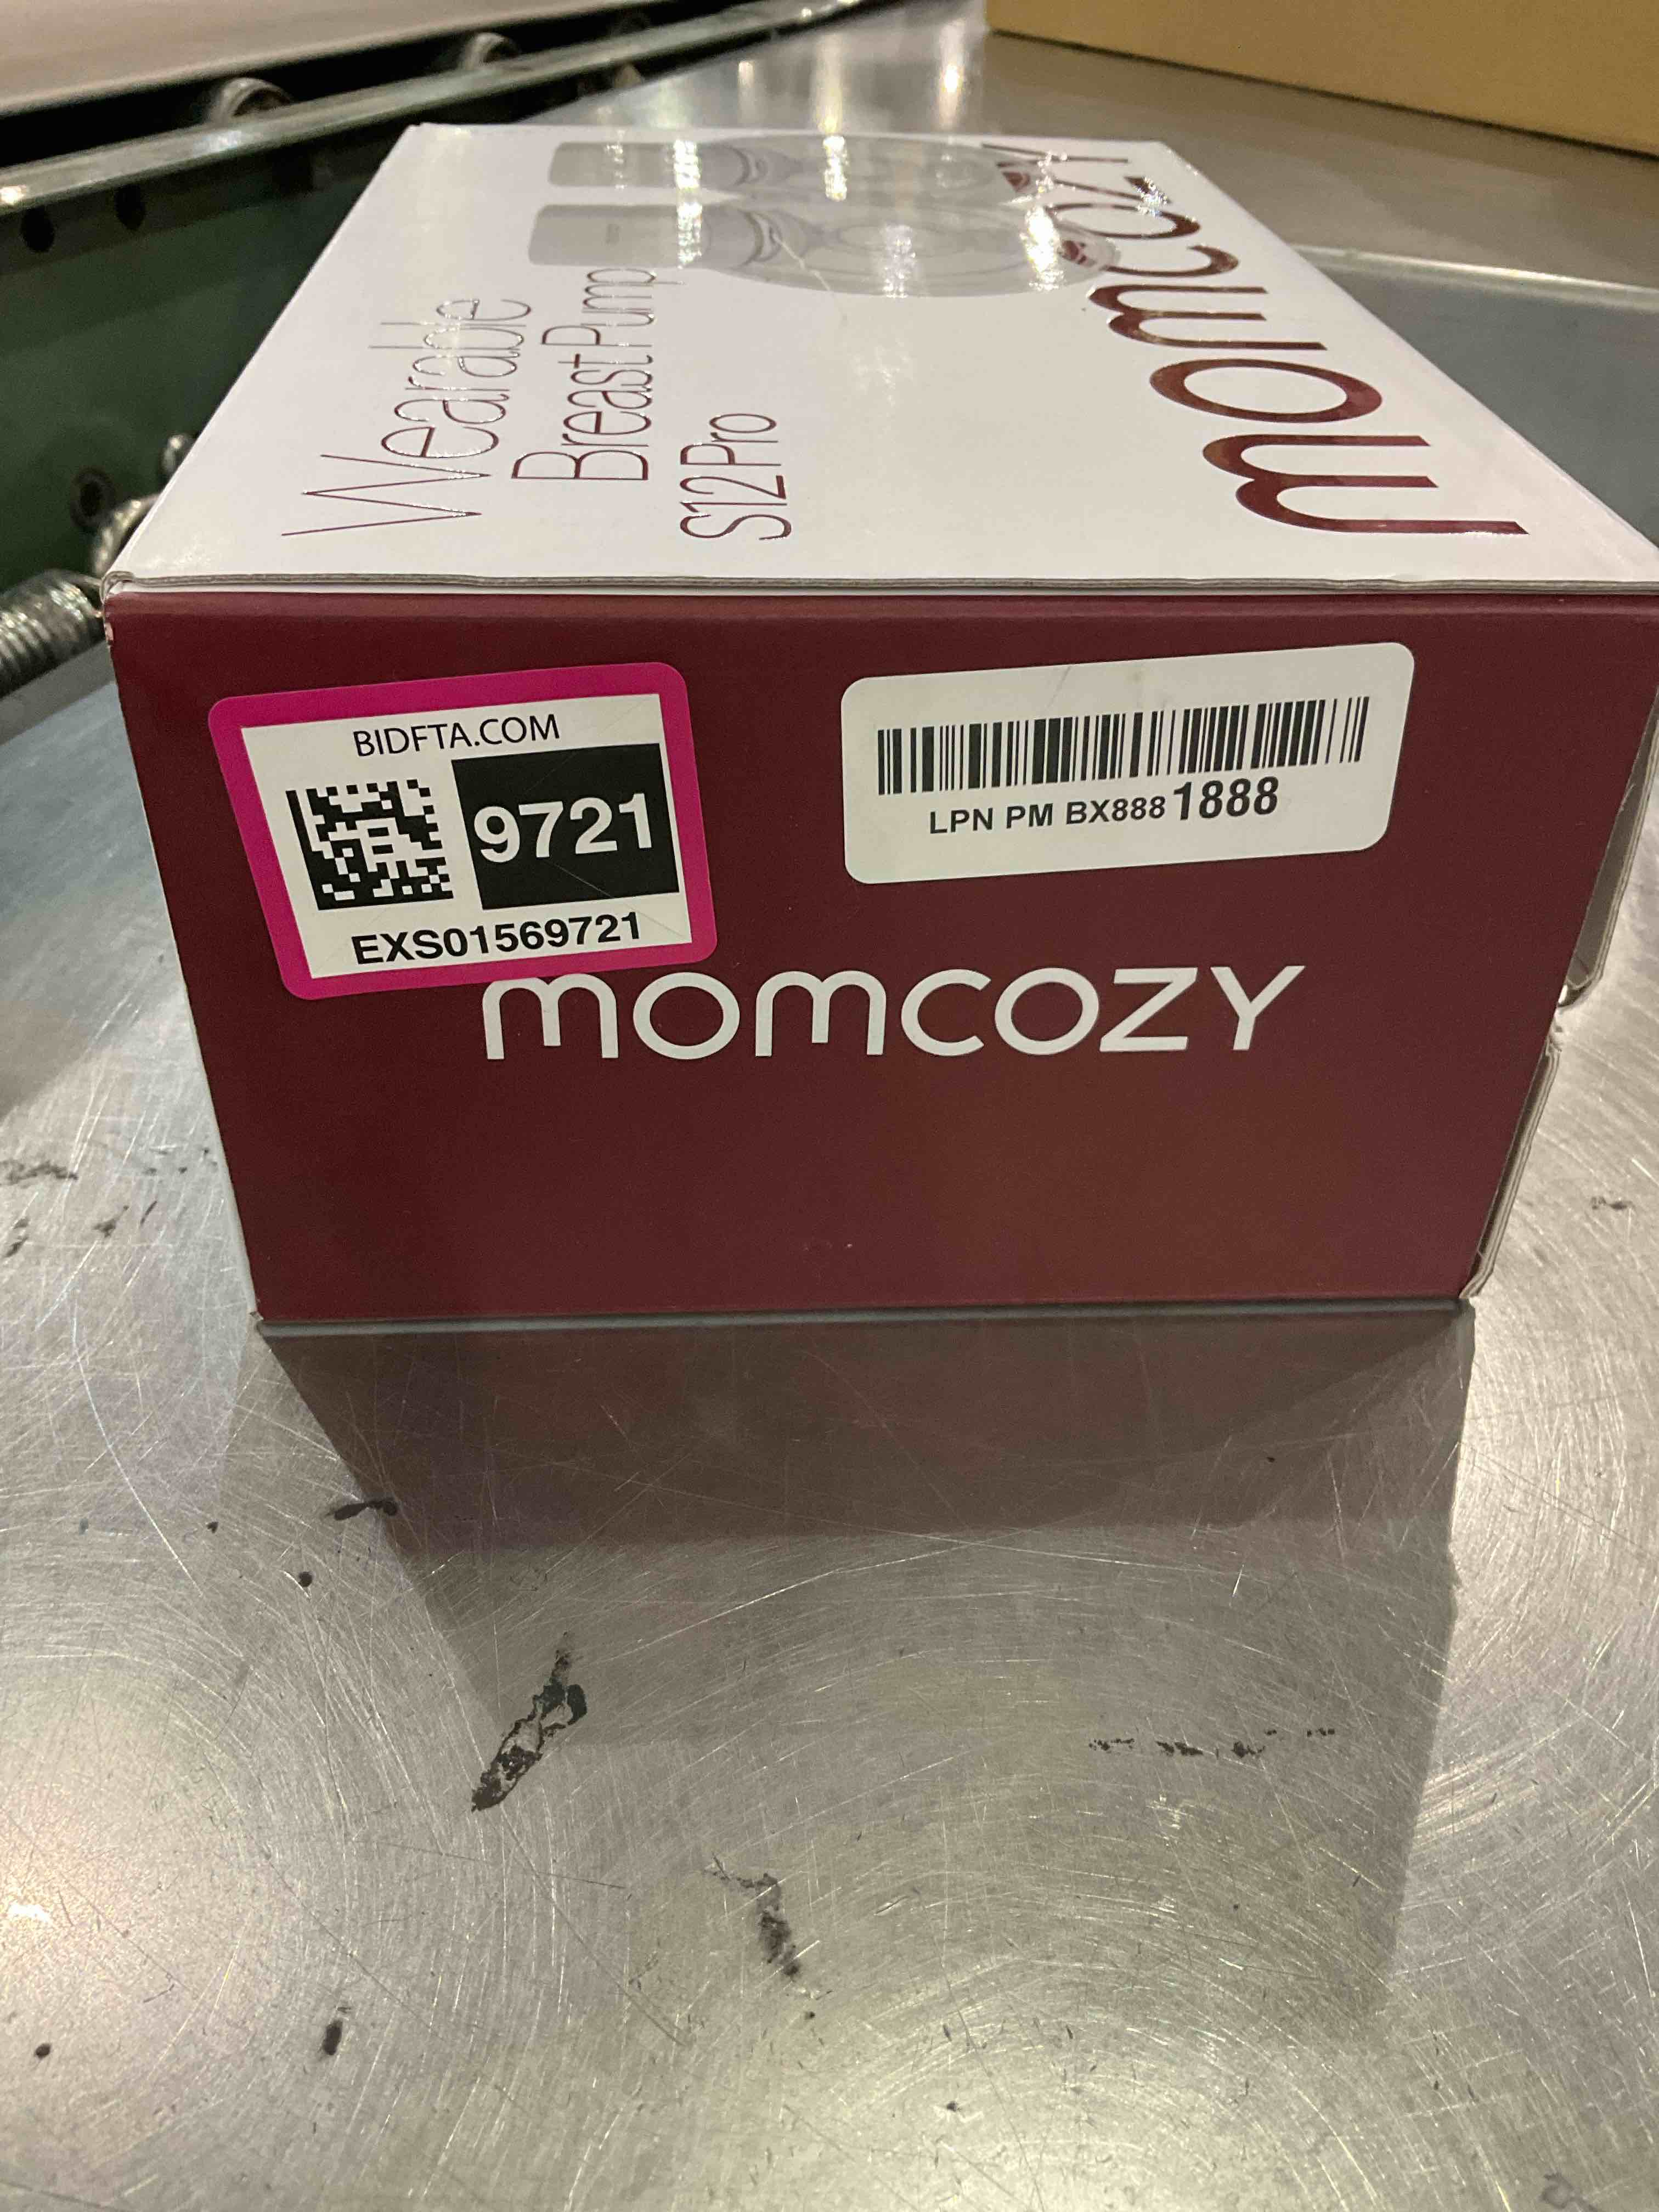 momcozy
Wearable
Breast Pump
S12 Pro
BIDFTA.COM
9721
EXS01569721
LPN PM BX888 1888
momcozy